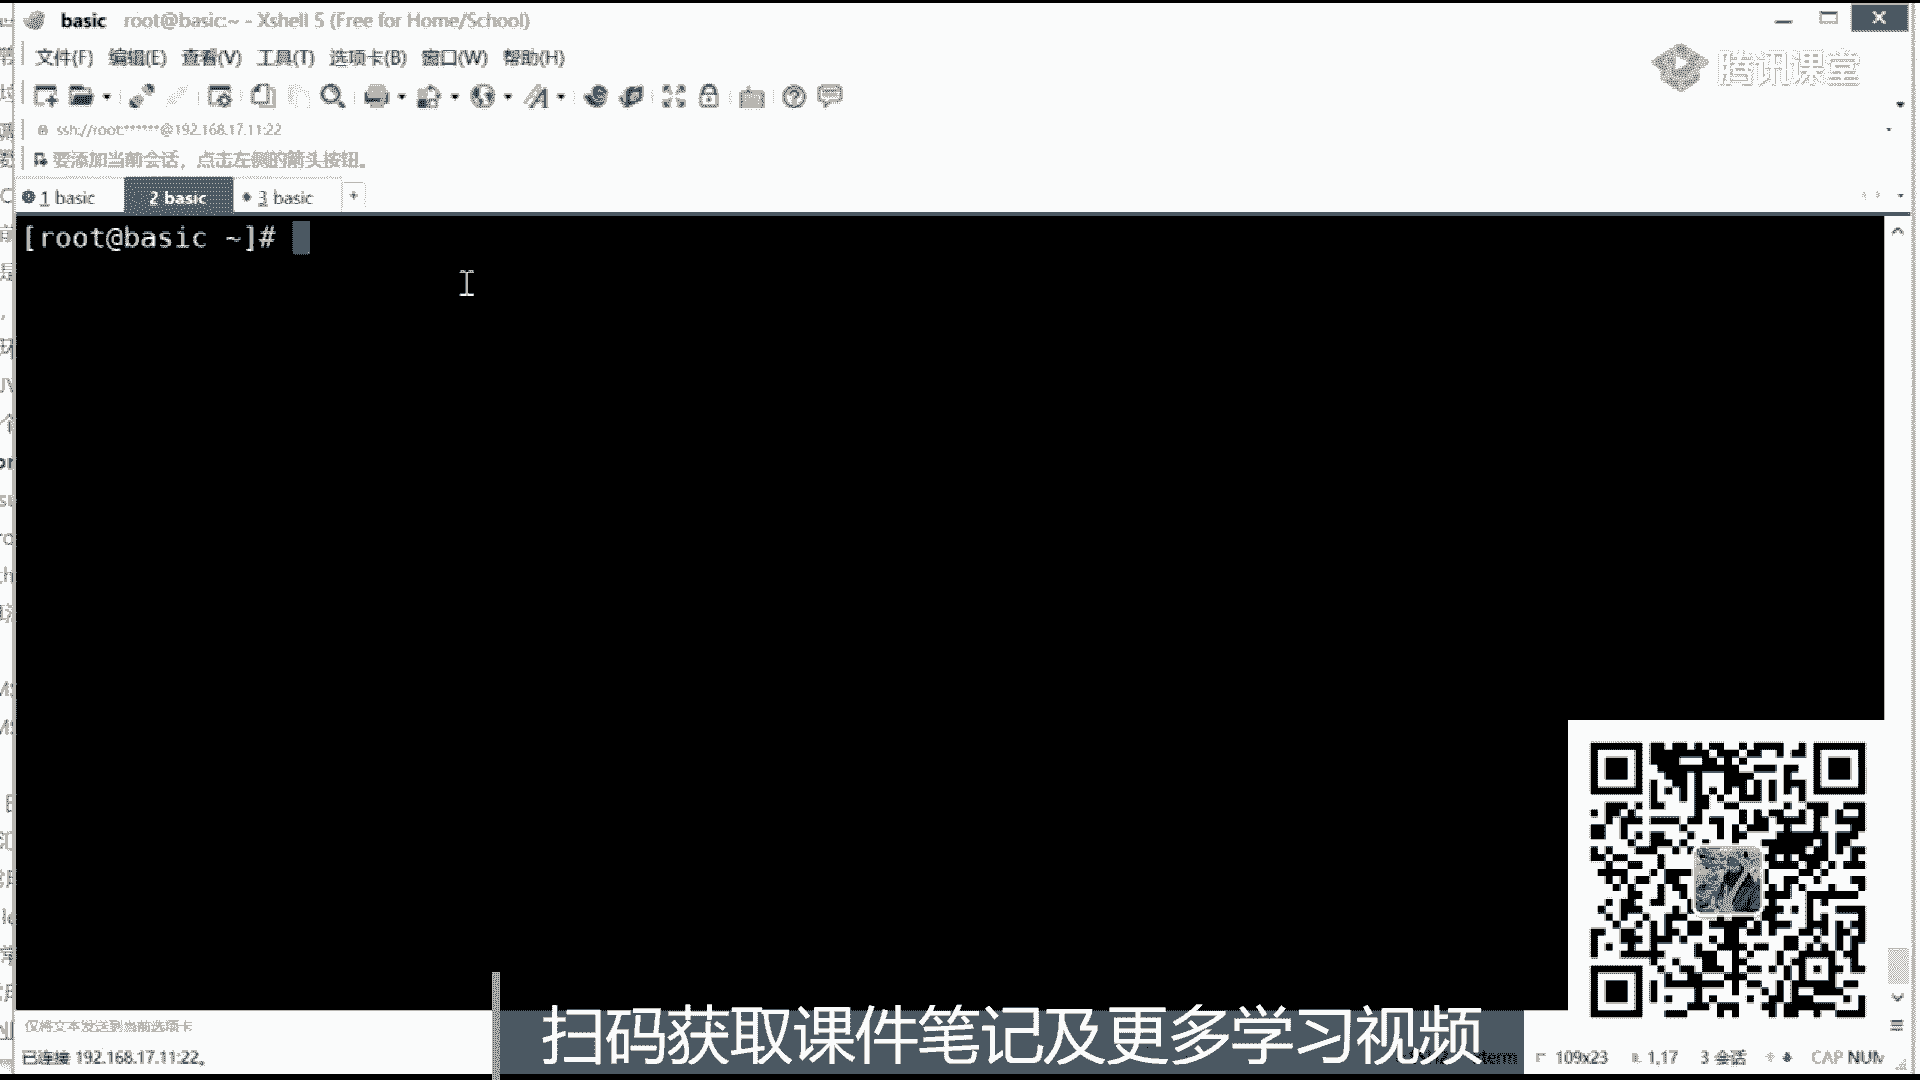 basic root@basic:~ - Xshell 5 (Free for Home/School)
腾讯课堂
文件(F) 编辑(E) 查看(V) 工具(T) 选项卡(B) 窗口(W) 帮助(H)
ssh://root:******@192.168.17.11:22
要添加当前会话，点击左侧的箭头按钮。
1 basic 2 basic 3 basic +
[root@basic ~]#
仅将文本发送到当前选项卡
扫码获取课件笔记及更多学习视频
已连接 192.168.17.11:22。 term 109x23 1,17 3 会话 CAP NUM